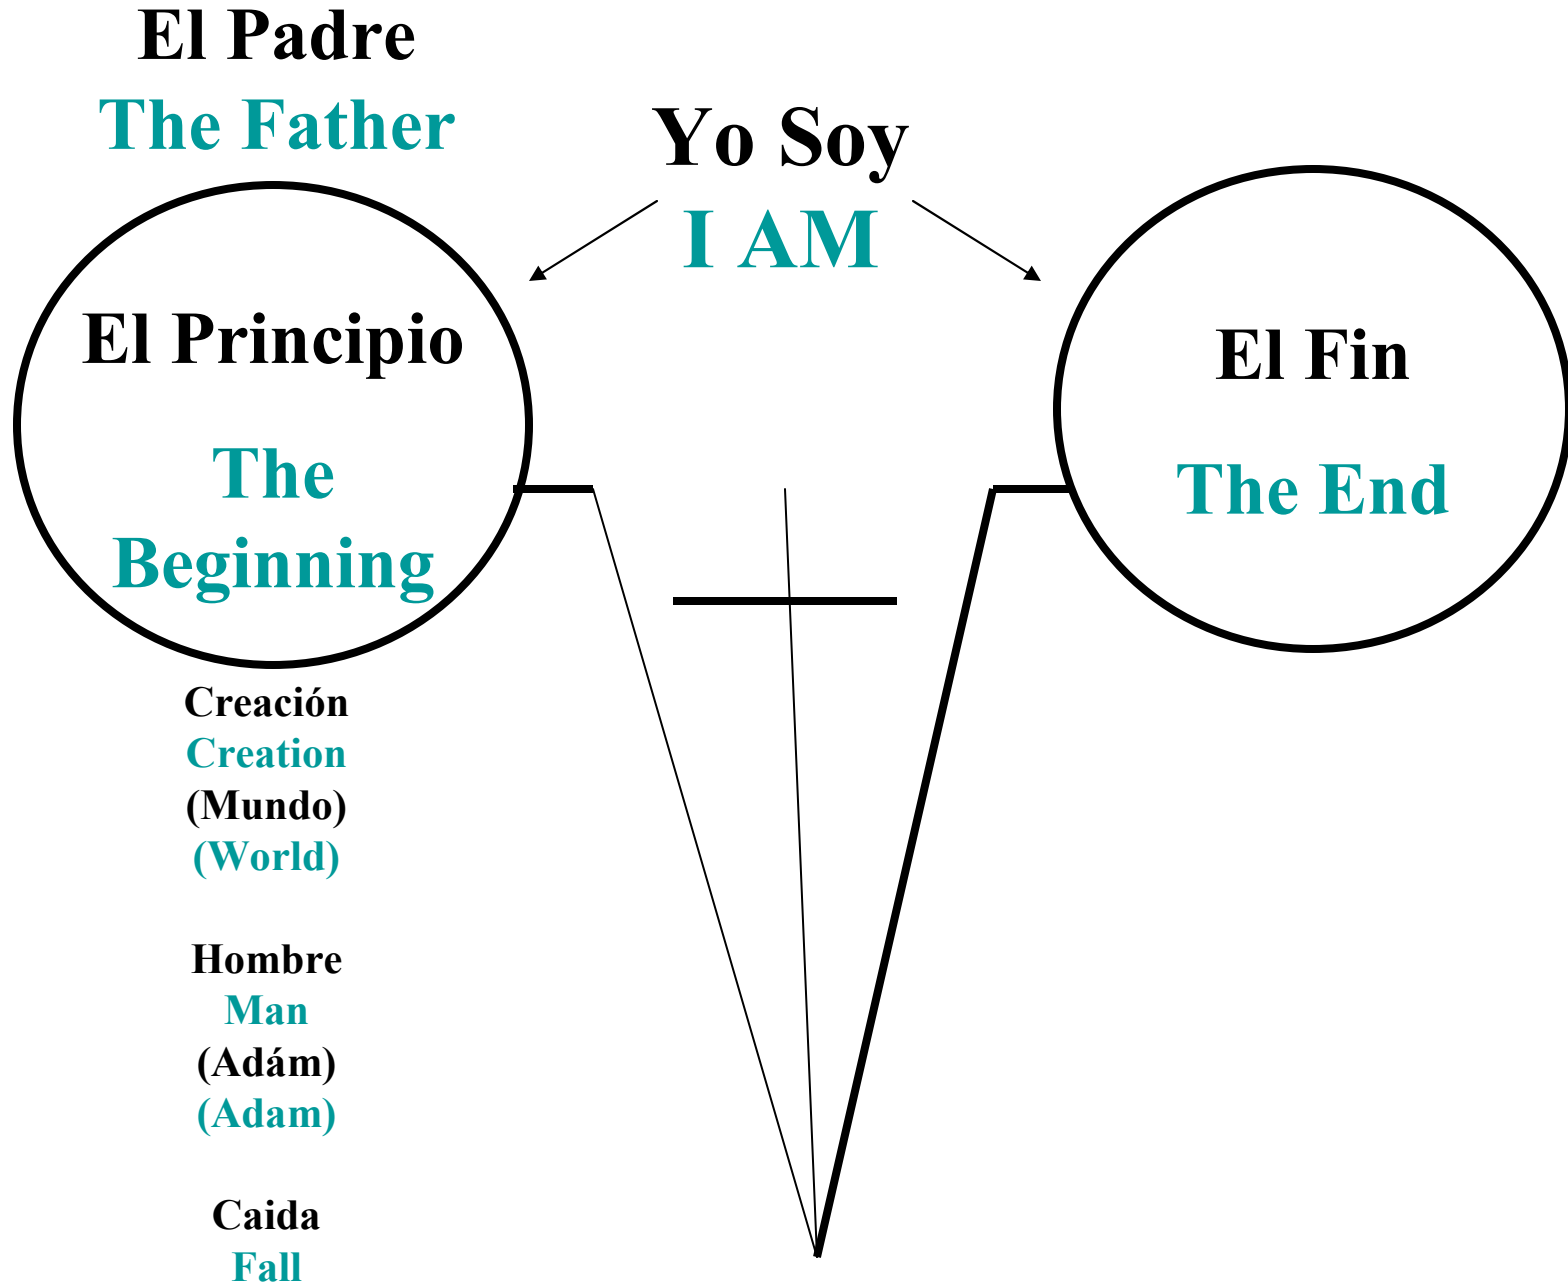 El Padre
The Father
Yo Soy
I AM
El Principio
The
Beginning
El Fin
The End
Creación
Creation
(Mundo)
(World)
Hombre
Man
(Adám)
(Adam)
Caida
Fall